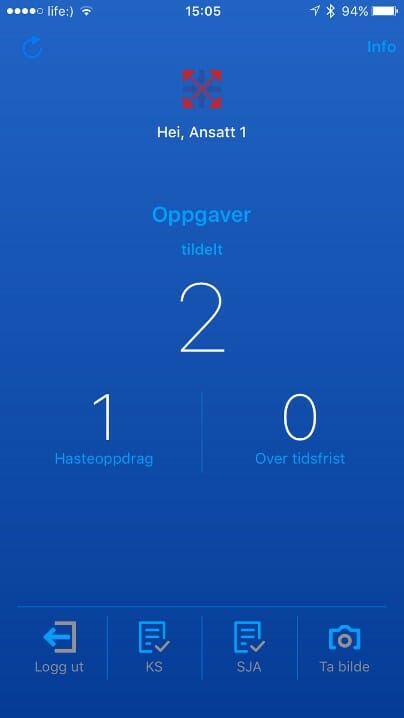 life:) 15:05 94%
Info
Hei, Ansatt 1
Oppgaver
tildelt
2
1 0
Hasteoppdrag Over tidsfrist
Logg ut KS SJA Ta bilde